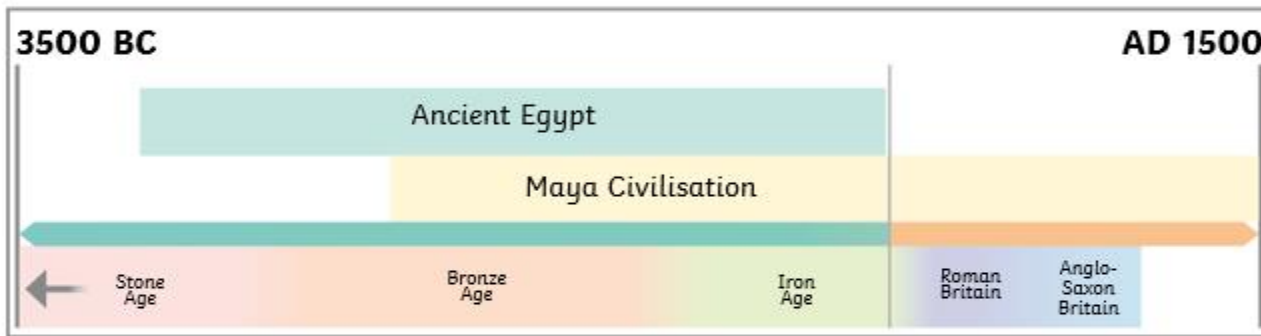 3500 BC
AD 1500
Ancient Egypt
Maya Civilisation
Stone
Age
Bronze
Age
Iron
Age
Roman
Britain
Anglo-
Saxon
Britain